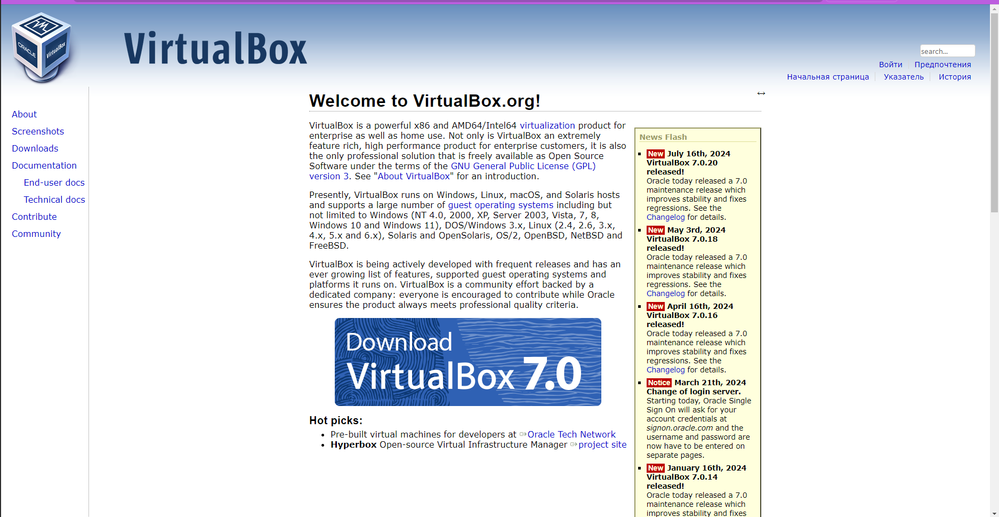 ORACLE
VirtualBox
VirtualBox
search...
Войти
Предпочтения
Начальная страница
Указатель
История
About
Screenshots
Downloads
Documentation
End-user docs
Technical docs
Contribute
Community
Welcome to VirtualBox.org!
VirtualBox is a powerful x86 and AMD64/Intel64 virtualization product for
enterprise as well as home use. Not only is VirtualBox an extremely
feature rich, high performance product for enterprise customers, it is also
the only professional solution that is freely available as Open Source
Software under the terms of the GNU General Public License (GPL)
version 3. See "About VirtualBox" for an introduction.
Presently, VirtualBox runs on Windows, Linux, macOS, and Solaris hosts
and supports a large number of guest operating systems including but
not limited to Windows (NT 4.0, 2000, XP, Server 2003, Vista, 7, 8,
Windows 10 and Windows 11), DOS/Windows 3.x, Linux (2.4, 2.6, 3.x,
4.x, 5.x and 6.x), Solaris and OpenSolaris, OS/2, OpenBSD, NetBSD and
FreeBSD.
VirtualBox is being actively developed with frequent releases and has an
ever growing list of features, supported guest operating systems and
platforms it runs on. VirtualBox is a community effort backed by a
dedicated company: everyone is encouraged to contribute while Oracle
ensures the product always meets professional quality criteria.
Download
VirtualBox 7.0
Hot picks:
• Pre-built virtual machines for developers at Oracle Tech Network
• Hyperbox Open-source Virtual Infrastructure Manager project site
News Flash
New July 16th, 2024
VirtualBox 7.0.20
released!
Oracle today released a 7.0
maintenance release which
improves stability and fixes
regressions. See the
Changelog for details.
New May 3rd, 2024
VirtualBox 7.0.18
released!
Oracle today released a 7.0
maintenance release which
improves stability and fixes
regressions. See the
Changelog for details.
New April 16th, 2024
VirtualBox 7.0.16
released!
Oracle today released a 7.0
maintenance release which
improves stability and fixes
regressions. See the
Changelog for details.
Notice March 21th, 2024
Change of login server.
Starting today, Oracle Single
Sign On will ask for your
account credentials at
signon.oracle.com and the
username and password are
now have to be entered on
separate pages.
New January 16th, 2024
VirtualBox 7.0.14
released!
Oracle today released a 7.0
maintenance release which
improves stability and fixes